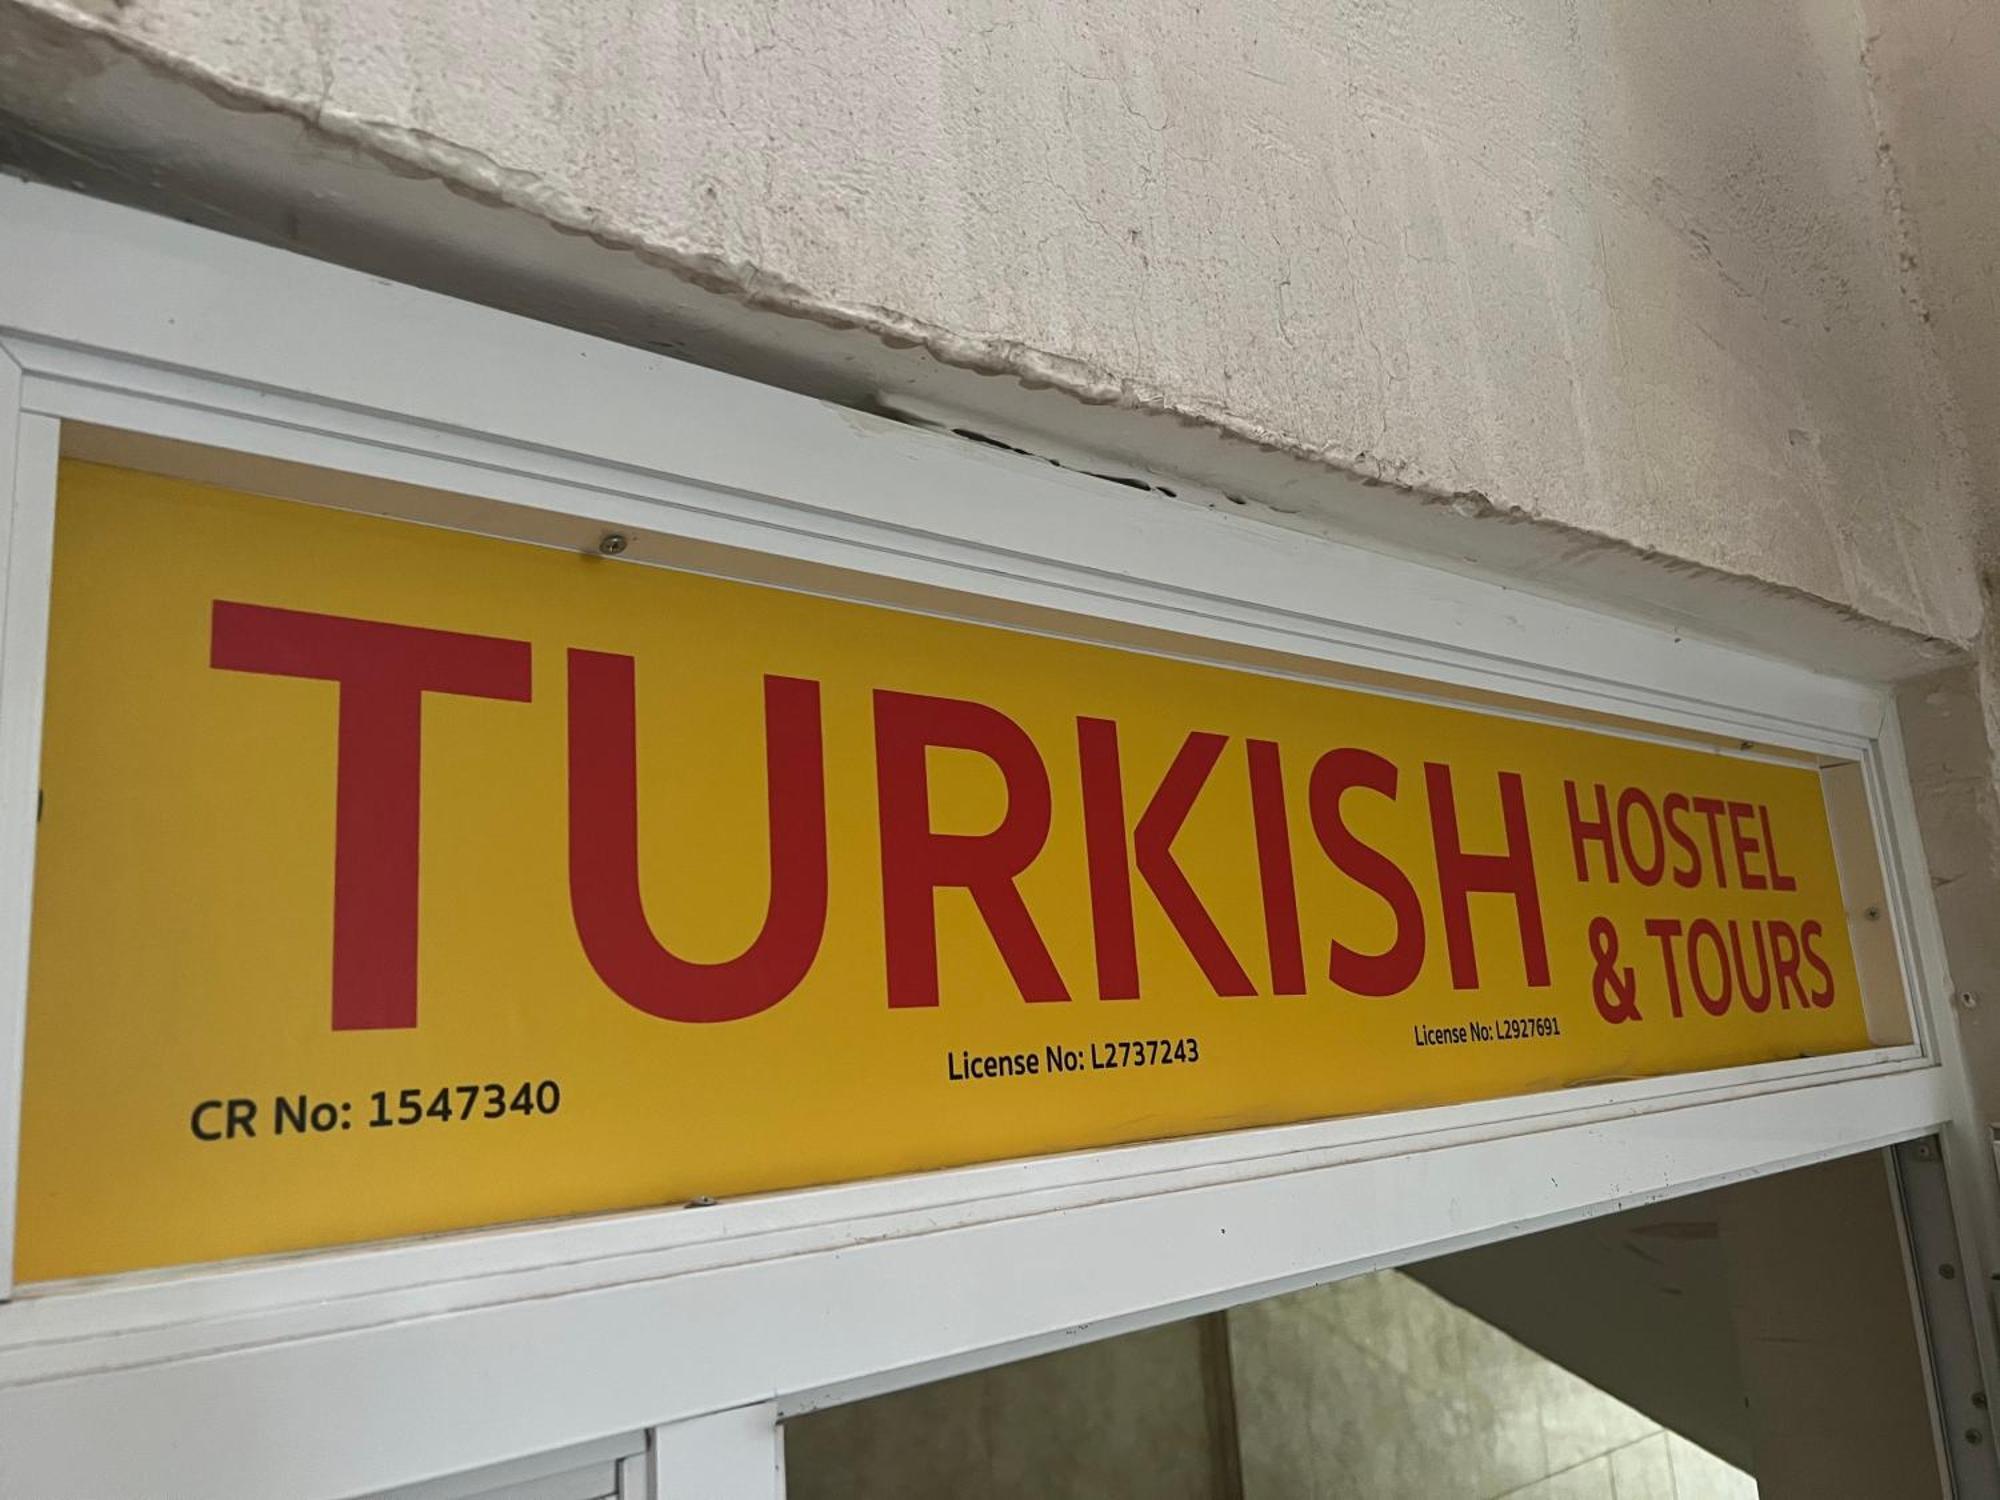 TURKISH
HOSTEL
& TOURS
CR No: 1547340
License No: L2737243
License No: L2927691